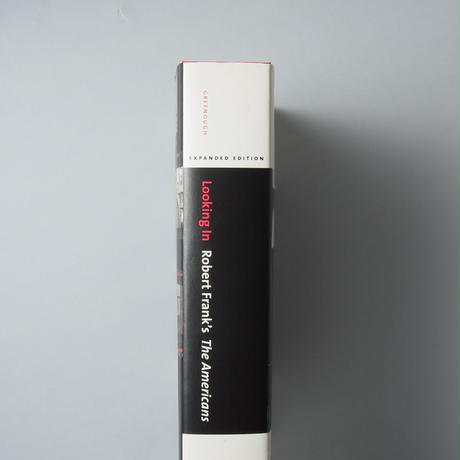 GREENOUGH
EXPANDED EDITION
Looking In Robert Frank's The Americans